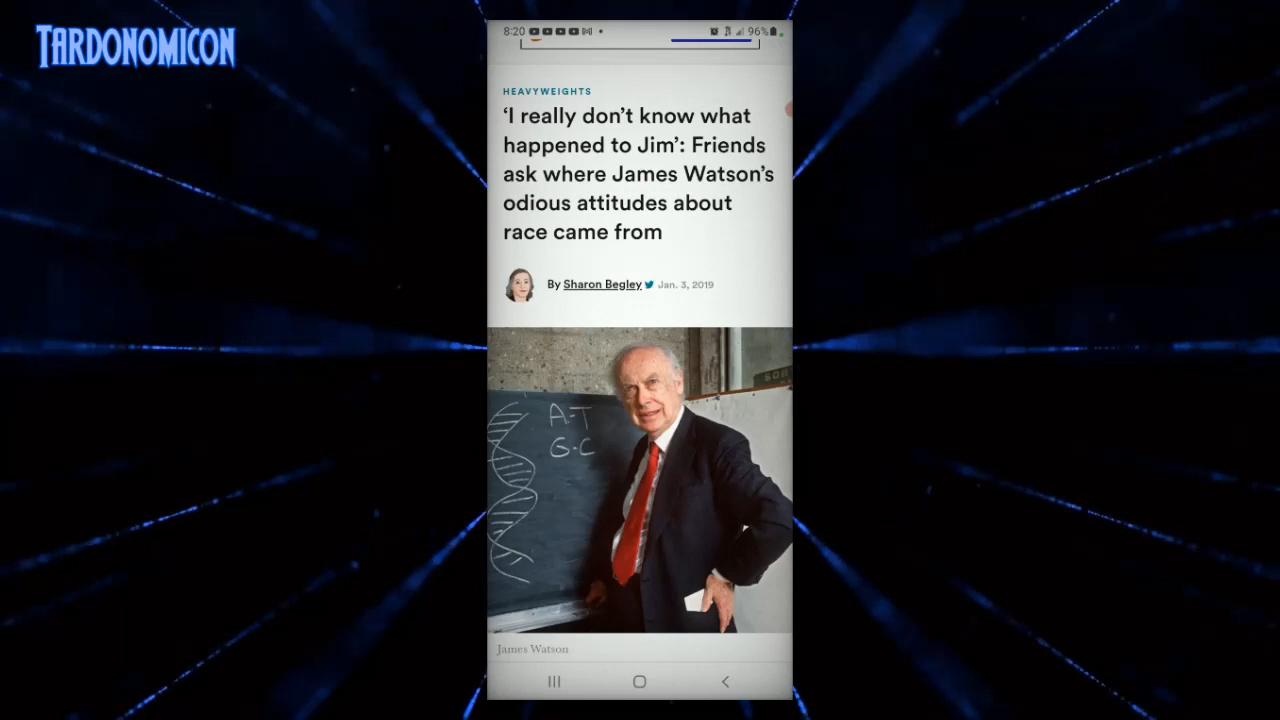 TARDONOMICON
8:20
96%
HEAVYWEIGHTS
‘I really don’t know what
happened to Jim’: Friends
ask where James Watson’s
odious attitudes about
race came from
By Sharon Begley Jan. 3, 2019
A-T
G-C
James Watson